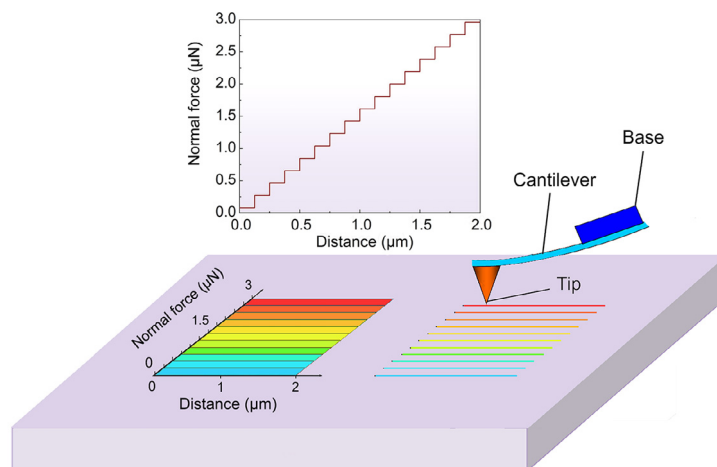 3.0
2.5
2.0
1.5
1.0
0.5
0.0
Normal force (µN)
0.0 0.5 1.0 1.5 2.0
Distance (µm)
Base
Cantilever
Tip
Normal force (µN)
3
1.5
0
0 1 2
Distance (µm)